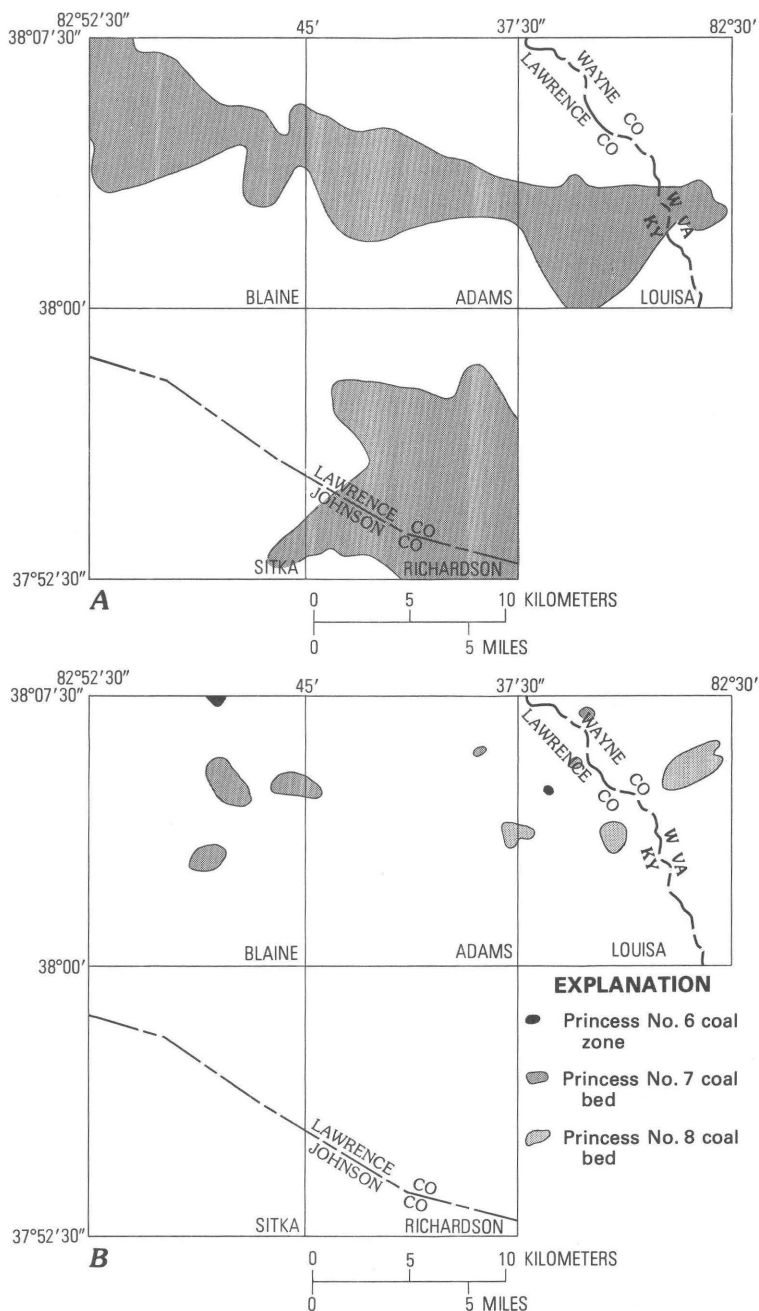 82°52'30"
38°07'30"
45'
37'30"
82°30'
WAYNE CO
LAWRENCE CO
W VA
KY
BLAINE
ADAMS
LOUISA
38°00'
LAWRENCE CO
JOHNSON CO
SITKA
RICHARDSON
37°52'30"
A
0 5 10 KILOMETERS
0 5 MILES
82°52'30"
38°07'30"
45'
37'30"
82°30'
WAYNE CO
LAWRENCE CO
W VA
KY
BLAINE
ADAMS
LOUISA
38°00'
EXPLANATION
Princess No. 6 coal
zone
Princess No. 7 coal
bed
Princess No. 8 coal
bed
LAWRENCE CO
JOHNSON CO
SITKA
RICHARDSON
37°52'30"
B
0 5 10 KILOMETERS
0 5 MILES